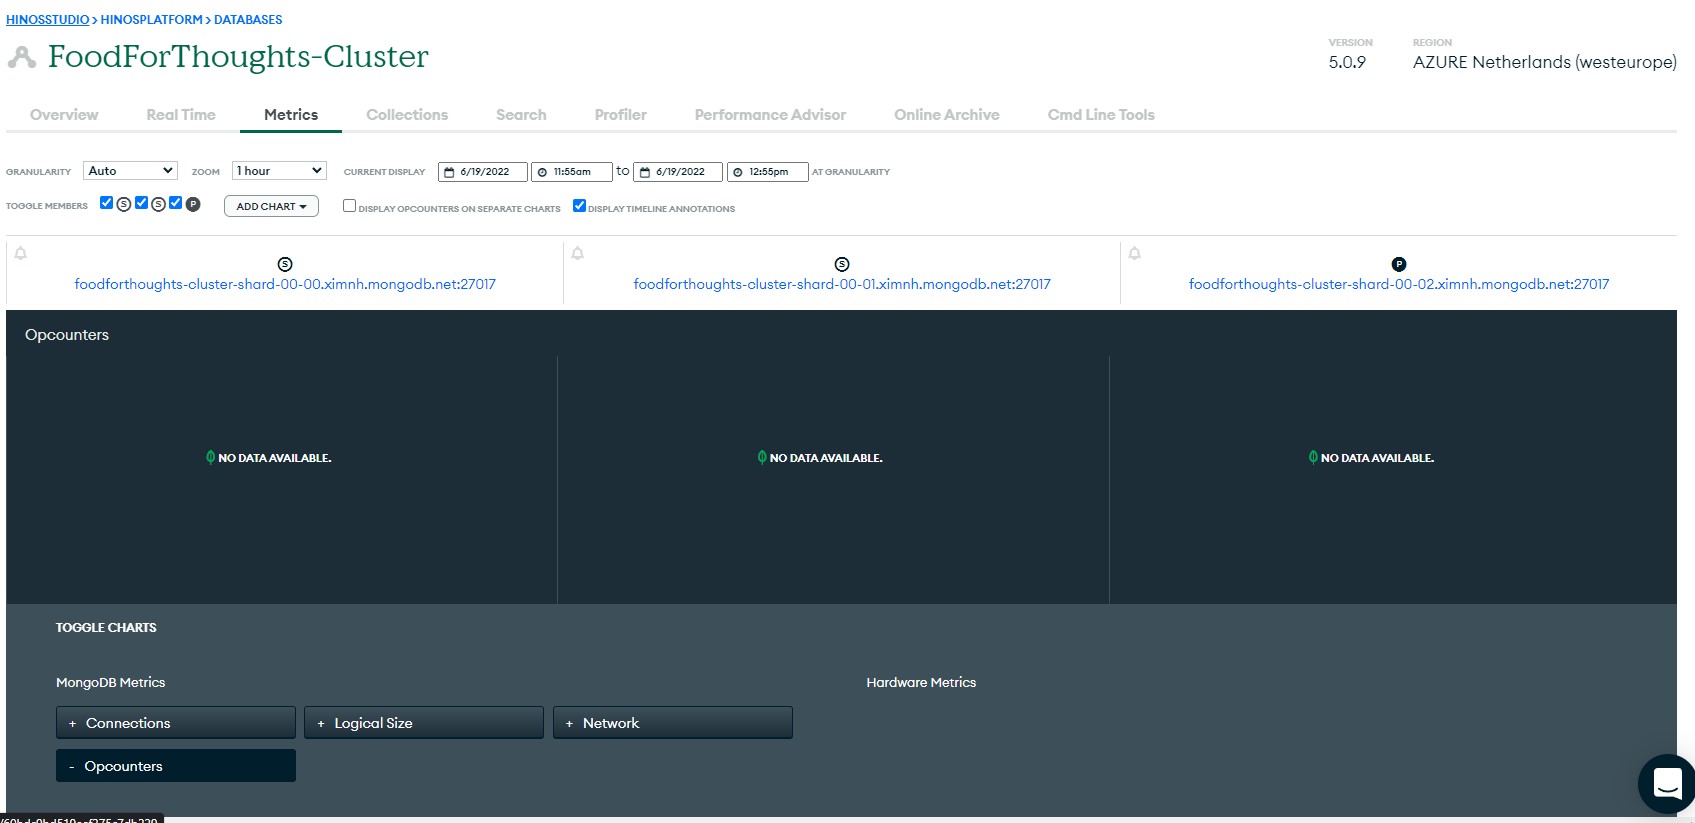 HINOSSTUDIO > HINOSPLATFORM > DATABASES
FoodForThoughts-Cluster
VERSION
5.0.9
REGION
AZURE Netherlands (westeurope)
Overview Real Time Metrics Collections Search Profiler Performance Advisor Online Archive Cmd Line Tools
GRANULARITY Auto ZOOM 1 hour CURRENT DISPLAY 6/19/2022 11:55am to 6/19/2022 12:55pm AT GRANULARITY
TOGGLE MEMBERS S S P ADD CHART DISPLAY OPCOUNTERS ON SEPARATE CHARTS DISPLAY TIMELINE ANNOTATIONS
S
foodforthoughts-cluster-shard-00-00.ximnh.mongodb.net:27017
S
foodforthoughts-cluster-shard-00-01.ximnh.mongodb.net:27017
P
foodforthoughts-cluster-shard-00-02.ximnh.mongodb.net:27017
Opcounters
NO DATA AVAILABLE.
NO DATA AVAILABLE.
NO DATA AVAILABLE.
TOGGLE CHARTS
MongoDB Metrics
Hardware Metrics
+ Connections
+ Logical Size
+ Network
- Opcounters